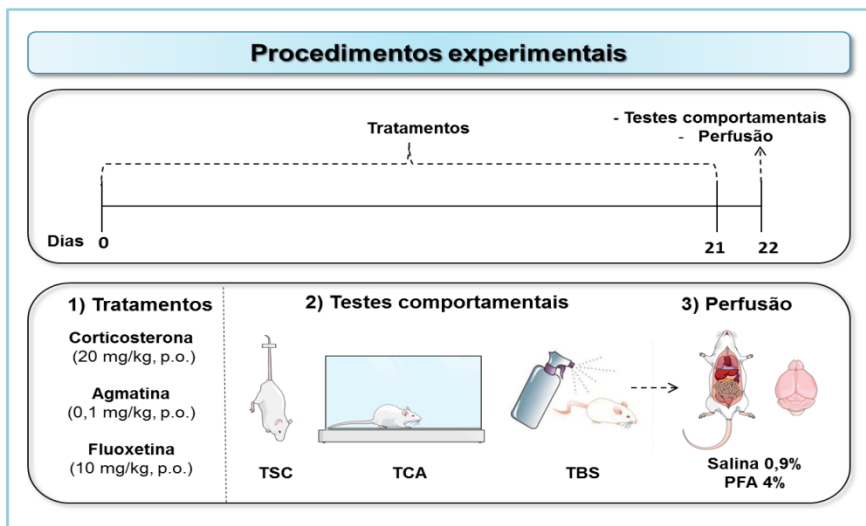 Procedimentos experimentais
Tratamentos
- Testes comportamentais
- Perfusão
Dias 0
21
22
1) Tratamentos
Corticosterona
(20 mg/kg, p.o.)
Agmatina
(0,1 mg/kg, p.o.)
Fluoxetina
(10 mg/kg, p.o.)
2) Testes comportamentais
TSC
TCA
TBS
3) Perfusão
Salina 0,9%
PFA 4%